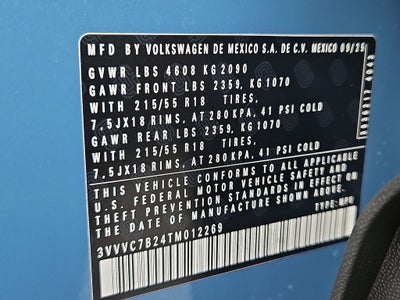 MFD BY VOLKSWAGEN DE MEXICO S.A. DE C.V. MEXICO 09/25
GVWR LBS 4608 KG 2090
GAWR FRONT LBS 2359, KG 1070
WITH 215/55 R18 TIRES,
7,5JX18 RIMS, AT 280 KPA, 41 PSI COLD
GAWR REAR LBS 2359, KG 1070
WITH 215/55 R18 TIRES,
7,5JX18 RIMS, AT 280 KPA, 41 PSI COLD
THIS VEHICLE CONFORMS TO ALL APPLICABLE
U.S. FEDERAL MOTOR VEHICLE SAFETY AND
THEFT PREVENTION STANDARDS IN EFFECT ON THE
DATE OF MANUFACTURE SHOWN ABOVE.
3VVVC7B24TM012269
TYPE: MPV